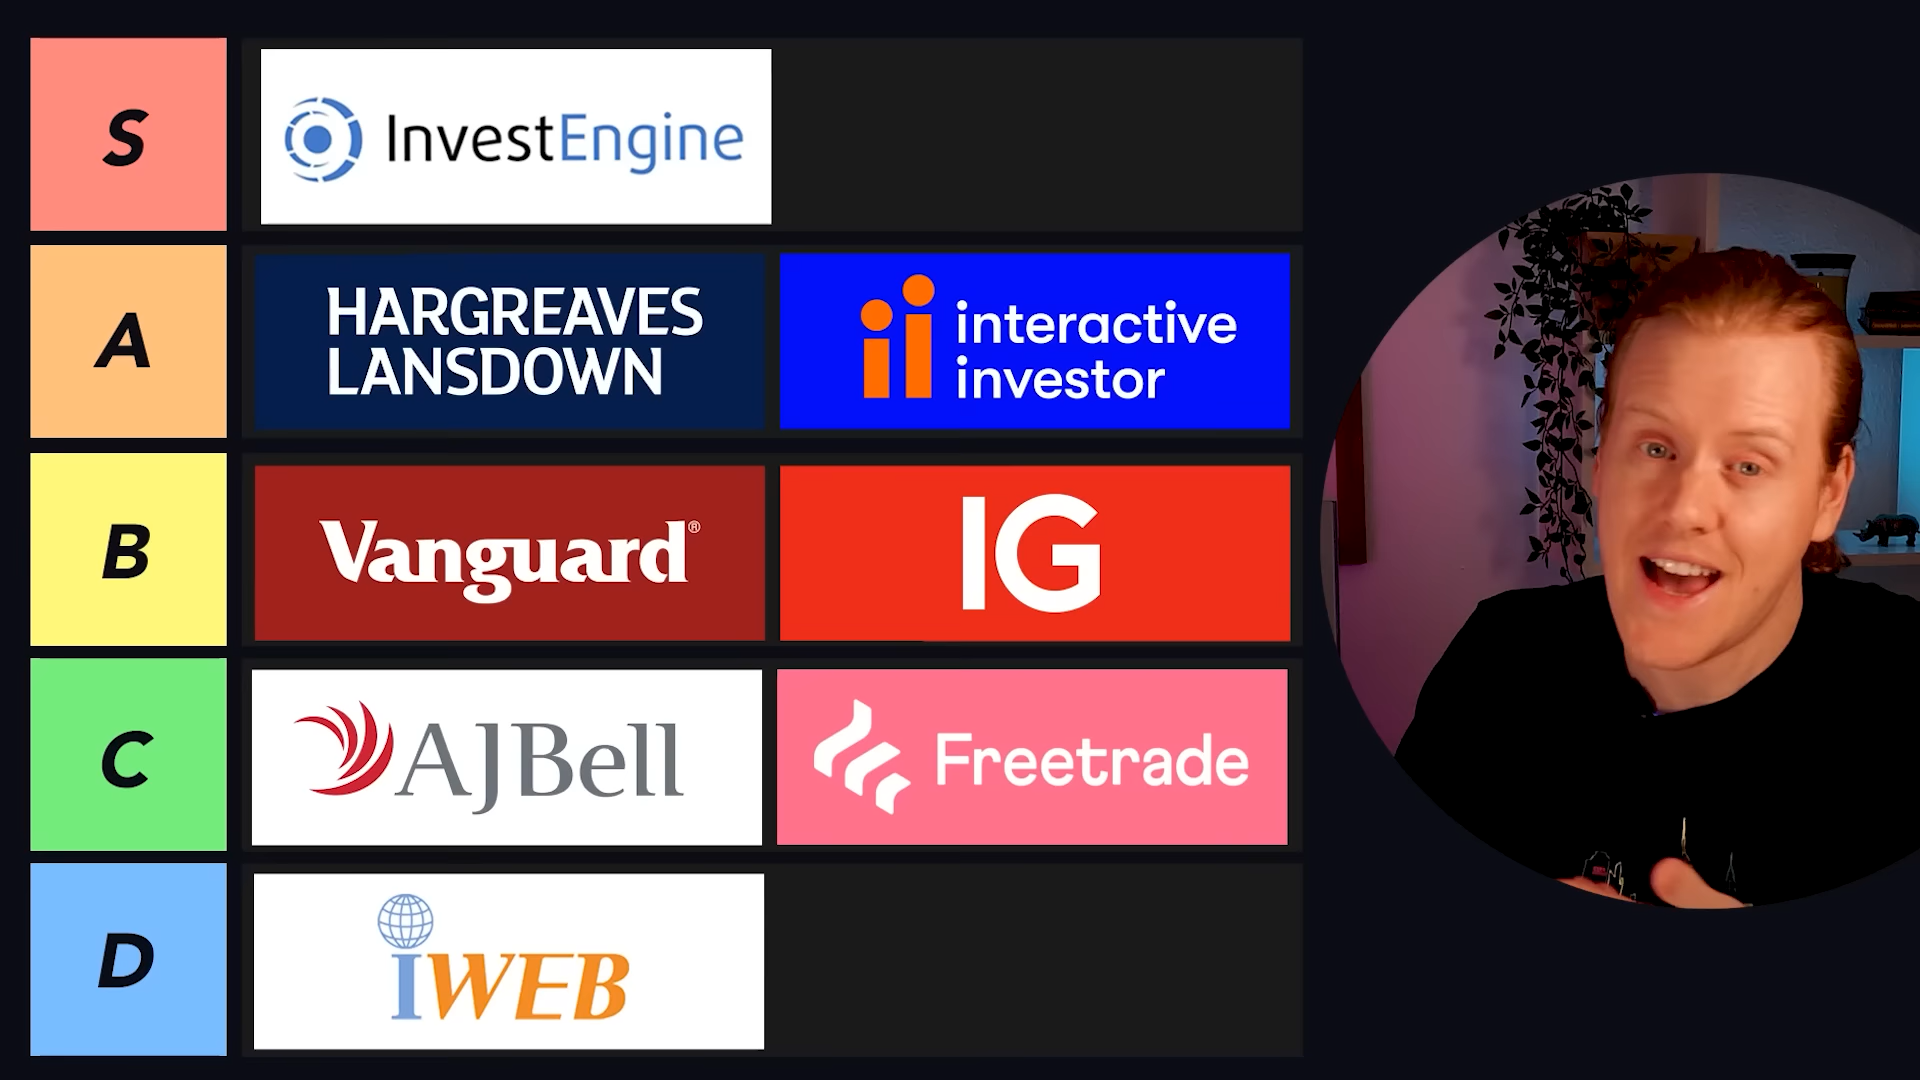 S
InvestEngine
A
HARGREAVES
LANSDOWN
interactive
investor
B
Vanguard®
IG
C
AJBell
Freetrade
D
IWEB